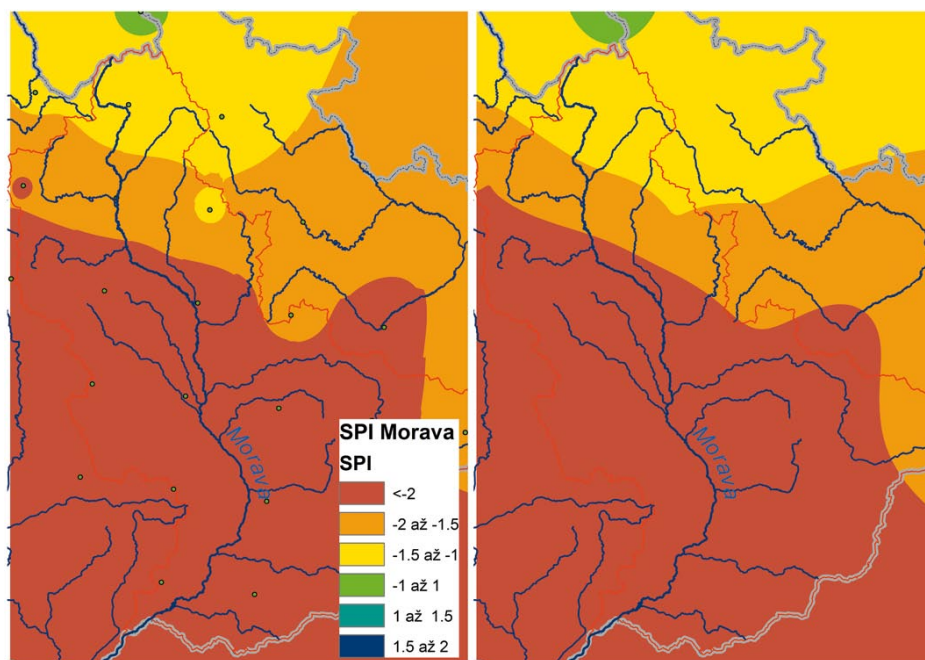 Morava
SPI Morava
SPI
<-2
-2 až -1.5
-1.5 až -1
-1 až 1
1 až 1.5
1.5 až 2
Morava